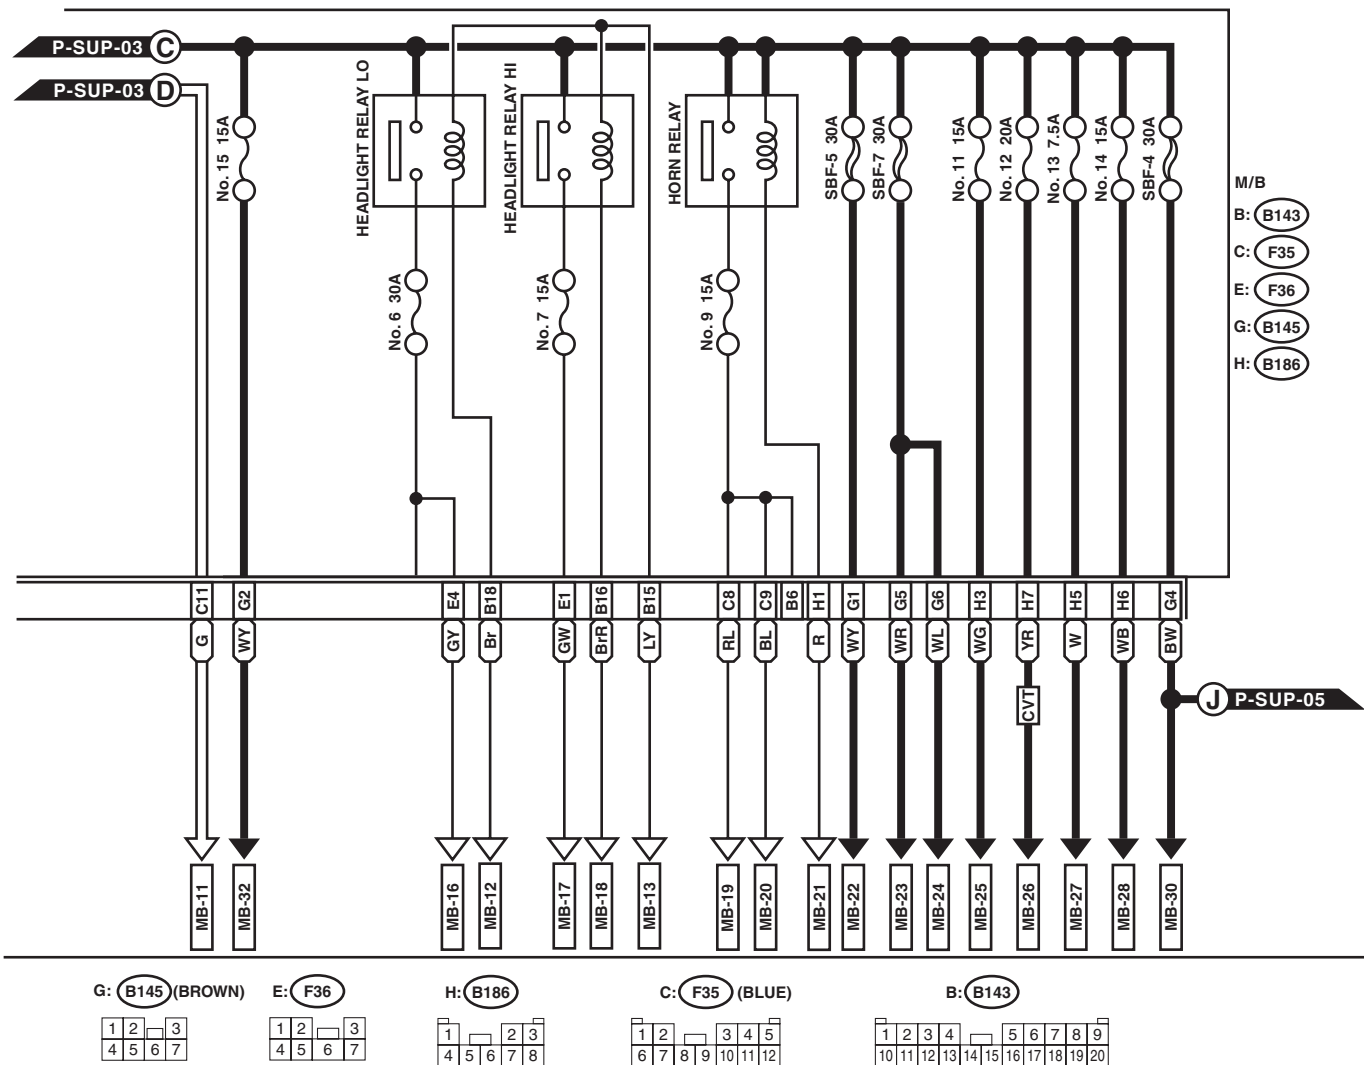 P-SUP-03 C
P-SUP-03 D
No. 15 15A
HEADLIGHT RELAY LO
HEADLIGHT RELAY HI
HORN RELAY
SBF-5 30A
SBF-7 30A
No. 11 15A
No. 12 20A
No. 13 7.5A
No. 14 15A
SBF-4 30A
M/B
B: B143
C: F35
E: F36
G: B145
H: B186
No. 6 30A
No. 7 15A
No. 9 15A
C11 G2 E4 B18 E1 B16 B15 C8 C9 B6 H1 G1 G5 G6 H3 H7 H5 H6 G4
G WY GY Br GW BrR LY RL BL R WY WR WL WG YR W WB BW
CVT
J P-SUP-05
MB-11 MB-32 MB-16 MB-12 MB-17 MB-18 MB-13 MB-19 MB-20 MB-21 MB-22 MB-23 MB-24 MB-25 MB-26 MB-27 MB-28 MB-30
G: B145 (BROWN) E: F36 H: B186 C: F35 (BLUE) B: B143
1 2 3 1 2 3 1 2 3 1 2 3 4 5 1 2 3 4 5 6 7 8 9
4 5 6 7 4 5 6 7 4 5 6 7 8 6 7 8 9 10 11 12 10 11 12 13 14 15 16 17 18 19 20